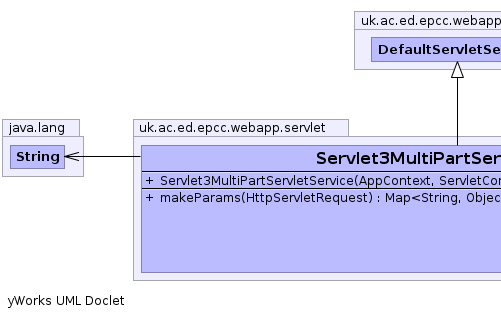 uk.ac.ed.epcc.webapp
DefaultServletSe
java.lang
uk.ac.ed.epcc.webapp.servlet
String
Servlet3MultiPartSer
+ Servlet3MultiPartServletService(AppContext, ServletCon
+ makeParams(HttpServletRequest) : Map<String, Objec
yWorks UML Doclet